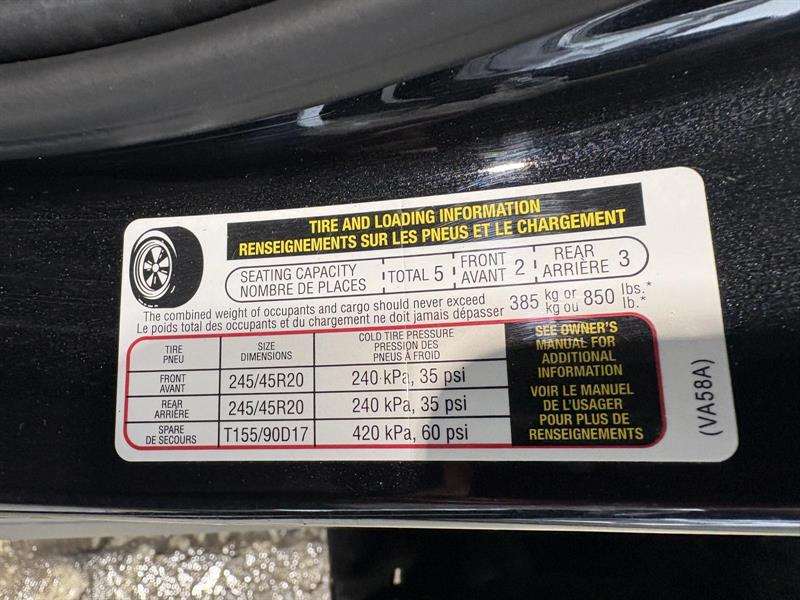 TIRE AND LOADING INFORMATION
RENSEIGNEMENTS SUR LES PNEUS ET LE CHARGEMENT
SEATING CAPACITY
NOMBRE DE PLACES
TOTAL 5
FRONT
AVANT 2
REAR
ARRIÈRE 3
The combined weight of occupants and cargo should never exceed 385 kg or 850 lbs.*
Le poids total des occupants et du chargement ne doit jamais dépasser 385 kg ou 850 lb.*
TIRE
PNEU
SIZE
DIMENSIONS
COLD TIRE PRESSURE
PRESSION DES
PNEUS À FROID
FRONT
AVANT
245/45R20
240 kPa, 35 psi
REAR
ARRIÈRE
245/45R20
240 kPa, 35 psi
SPARE
DE SECOURS
T155/90D17
420 kPa, 60 psi
SEE OWNER'S
MANUAL FOR
ADDITIONAL
INFORMATION
VOIR LE MANUEL
DE L'USAGER
POUR PLUS DE
RENSEIGNEMENTS
(VA58A)